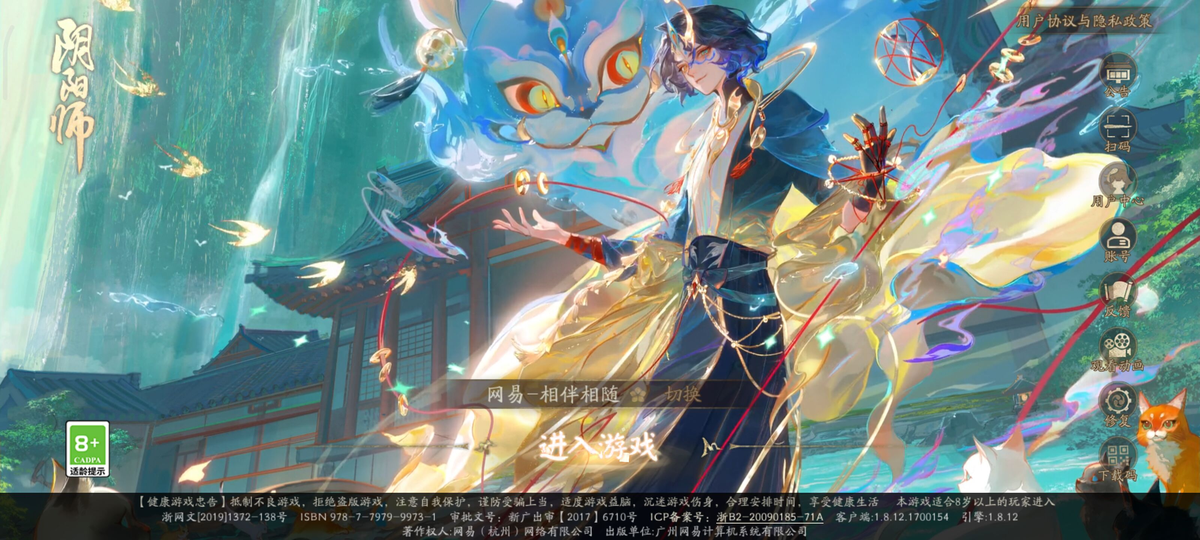 阴阳师
用户协议与隐私政策
公告
扫码
用户中心
账号
反馈
观看动画
修复
下载码
网易-相伴相随 切换
进入游戏
8+
CADPA
适龄提示
【健康游戏忠告】抵制不良游戏，拒绝盗版游戏，注意自我保护，谨防受骗上当，适度游戏益脑，沉迷游戏伤身，合理安排时间，享受健康生活 本游戏适合8岁以上的玩家进入
浙网文[2019]1372-138号 ISBN 978-7-7979-9973-1 审批文号：新广出审【2017】6710号 ICP备案号：浙B2-20090185-71A 客户端:1.8.12.1700154 引擎:1.8.12
著作权人:网易（杭州）网络有限公司 出版单位:广州网易计算机系统有限公司